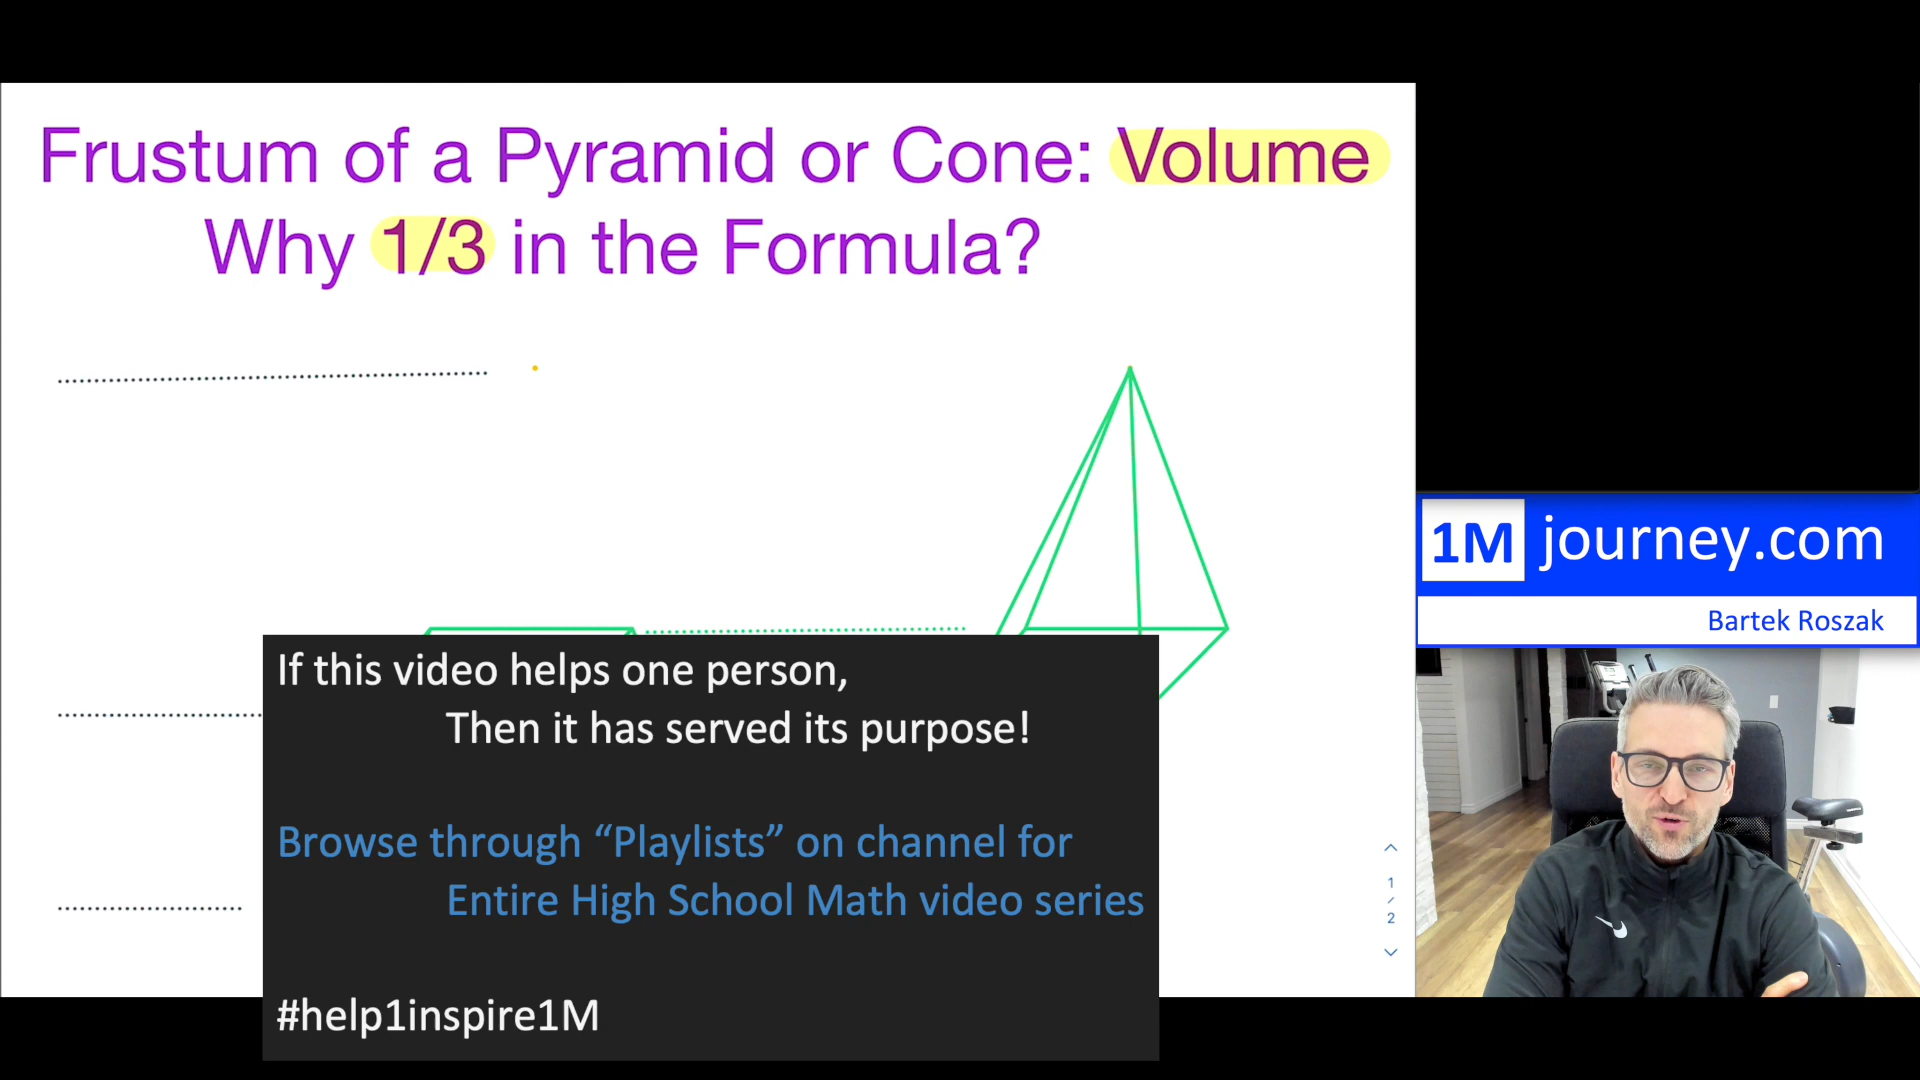 Frustum of a Pyramid or Cone: Volume
Why 1/3 in the Formula?
1M journey.com
Bartek Roszak
If this video helps one person,
Then it has served its purpose!
Browse through “Playlists” on channel for
Entire High School Math video series
#help1inspire1M
1
/
2